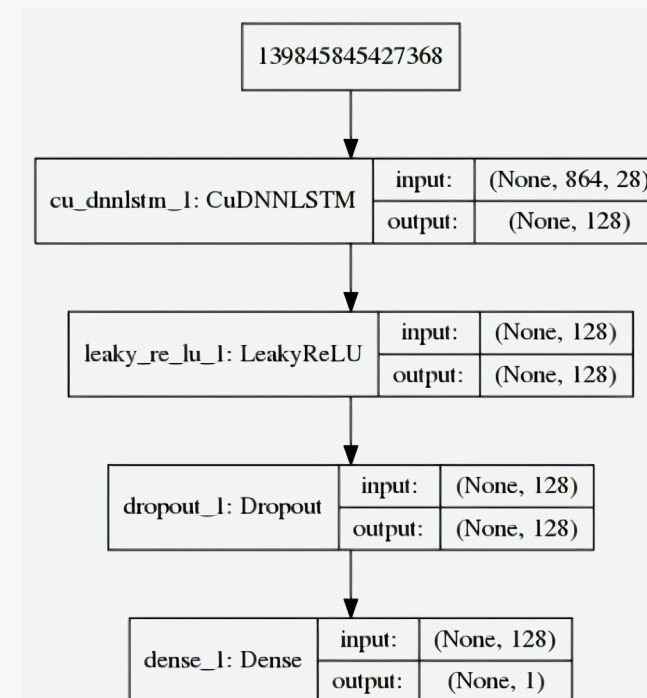 139845845427368
cu_dnnlstm_1: CuDNNLSTM
input: (None, 864, 28)
output: (None, 128)
leaky_re_lu_1: LeakyReLU
input: (None, 128)
output: (None, 128)
dropout_1: Dropout
input: (None, 128)
output: (None, 128)
dense_1: Dense
input: (None, 128)
output: (None, 1)